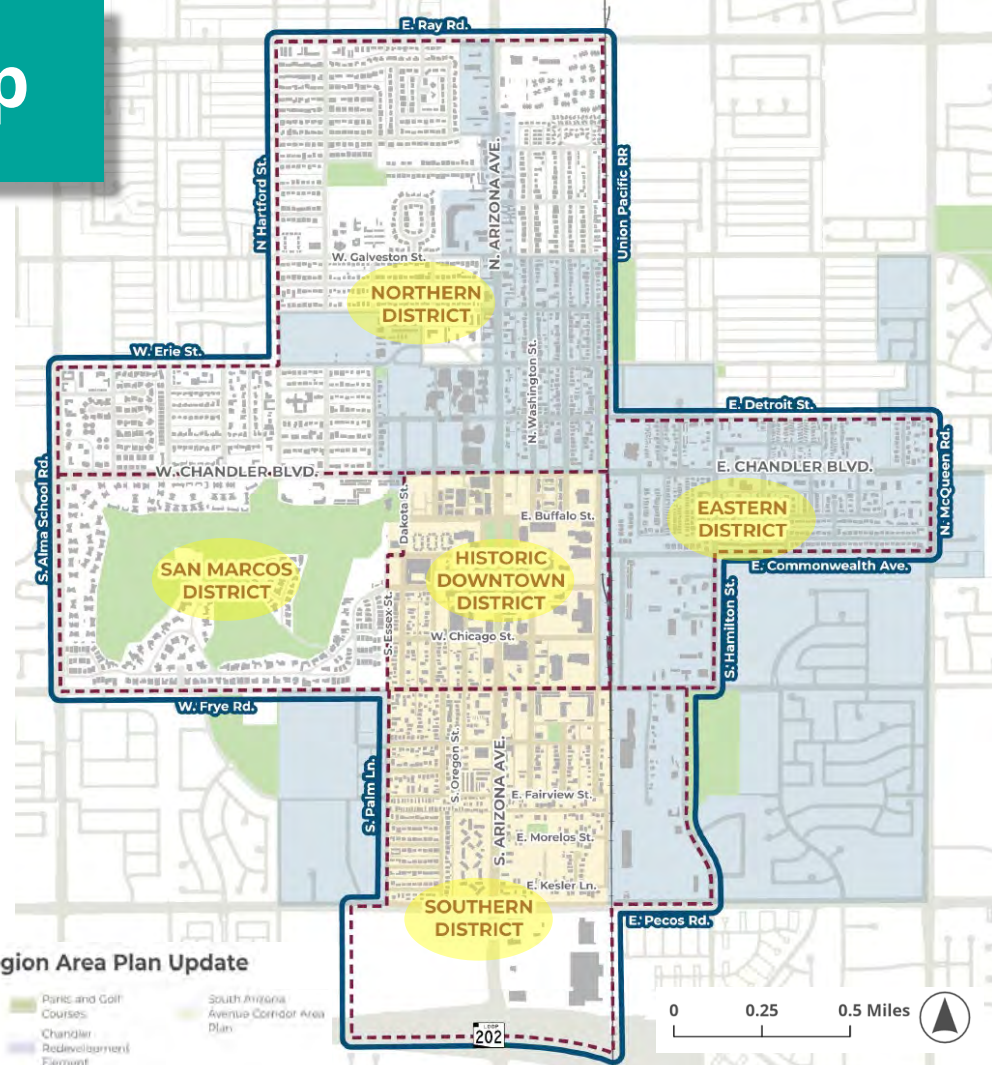 p
E. Ray Rd.
N Hartford St.
N. ARIZONA AVE.
Union Pacific RR
W. Galveston St.
NORTHERN
DISTRICT
N. Washington St.
W. Erie St.
E. Detroit St.
S. Alma School Rd.
W. CHANDLER BLVD.
E. CHANDLER BLVD.
N. McQueen Rd.
Dakota St.
E. Buffalo St.
EASTERN
DISTRICT
SAN MARCOS
DISTRICT
HISTORIC
DOWNTOWN
DISTRICT
E. Commonwealth Ave.
S. Essex St.
W. Chicago St.
S. Hamilton St.
W. Frye Rd.
S. Palm Ln.
S. Oregon St.
S. ARIZONA AVE.
E. Fairview St.
E. Morelos St.
E. Kesler Ln.
SOUTHERN
DISTRICT
E. Pecos Rd.
gion Area Plan Update
Parks and Golf
Courses
Chandler
Redevelopment
Element
South Arizona
Avenue Corridor Area
Plan
LOOP
202
0 0.25 0.5 Miles